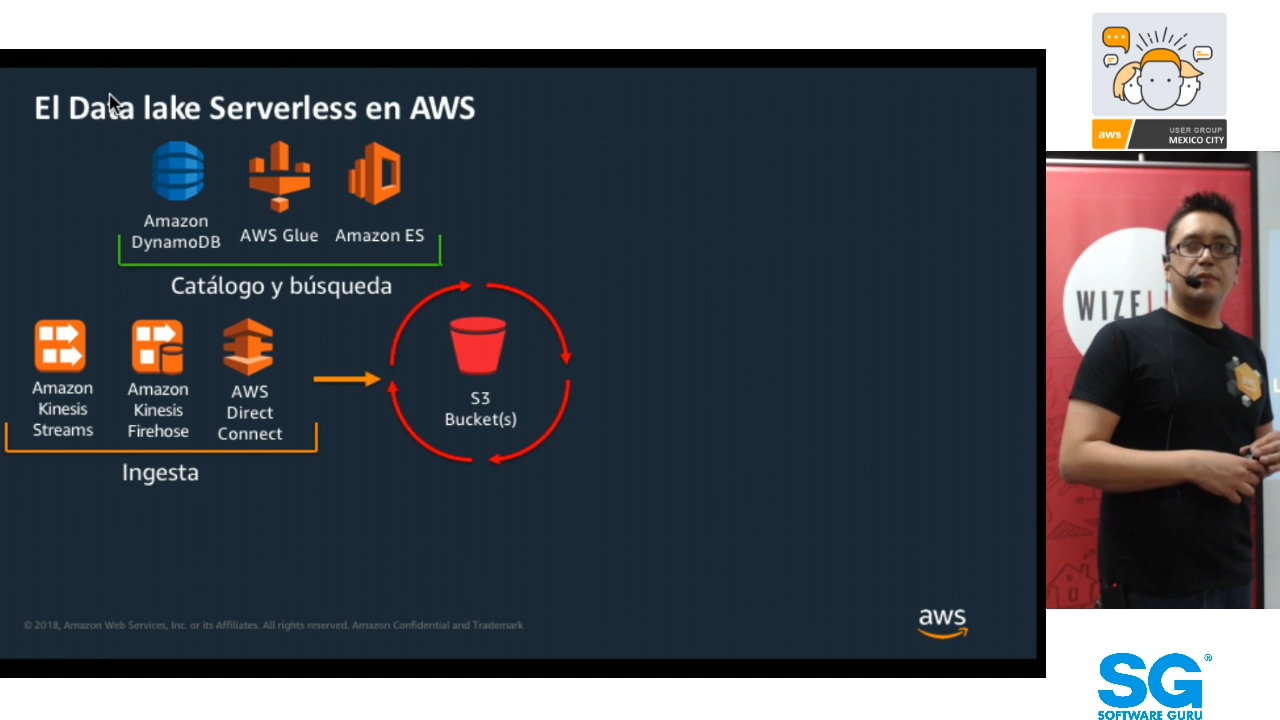 El Data lake Serverless en AWS
Amazon
DynamoDB
AWS Glue
Amazon ES
Catálogo y búsqueda
Amazon
Kinesis
Streams
Amazon
Kinesis
Firehose
AWS
Direct
Connect
Ingesta
S3
Bucket(s)
© 2018, Amazon Web Services, Inc. or its Affiliates. All rights reserved. Amazon Confidential and Trademark
aws
aws
USER GROUP
MEXICO CITY
SG®
SOFTWARE GURU